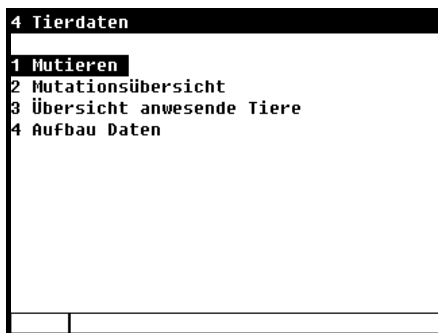 4 Tierdaten
1 Mutieren
2 Mutationsübersicht
3 Übersicht anwesende Tiere
4 Aufbau Daten